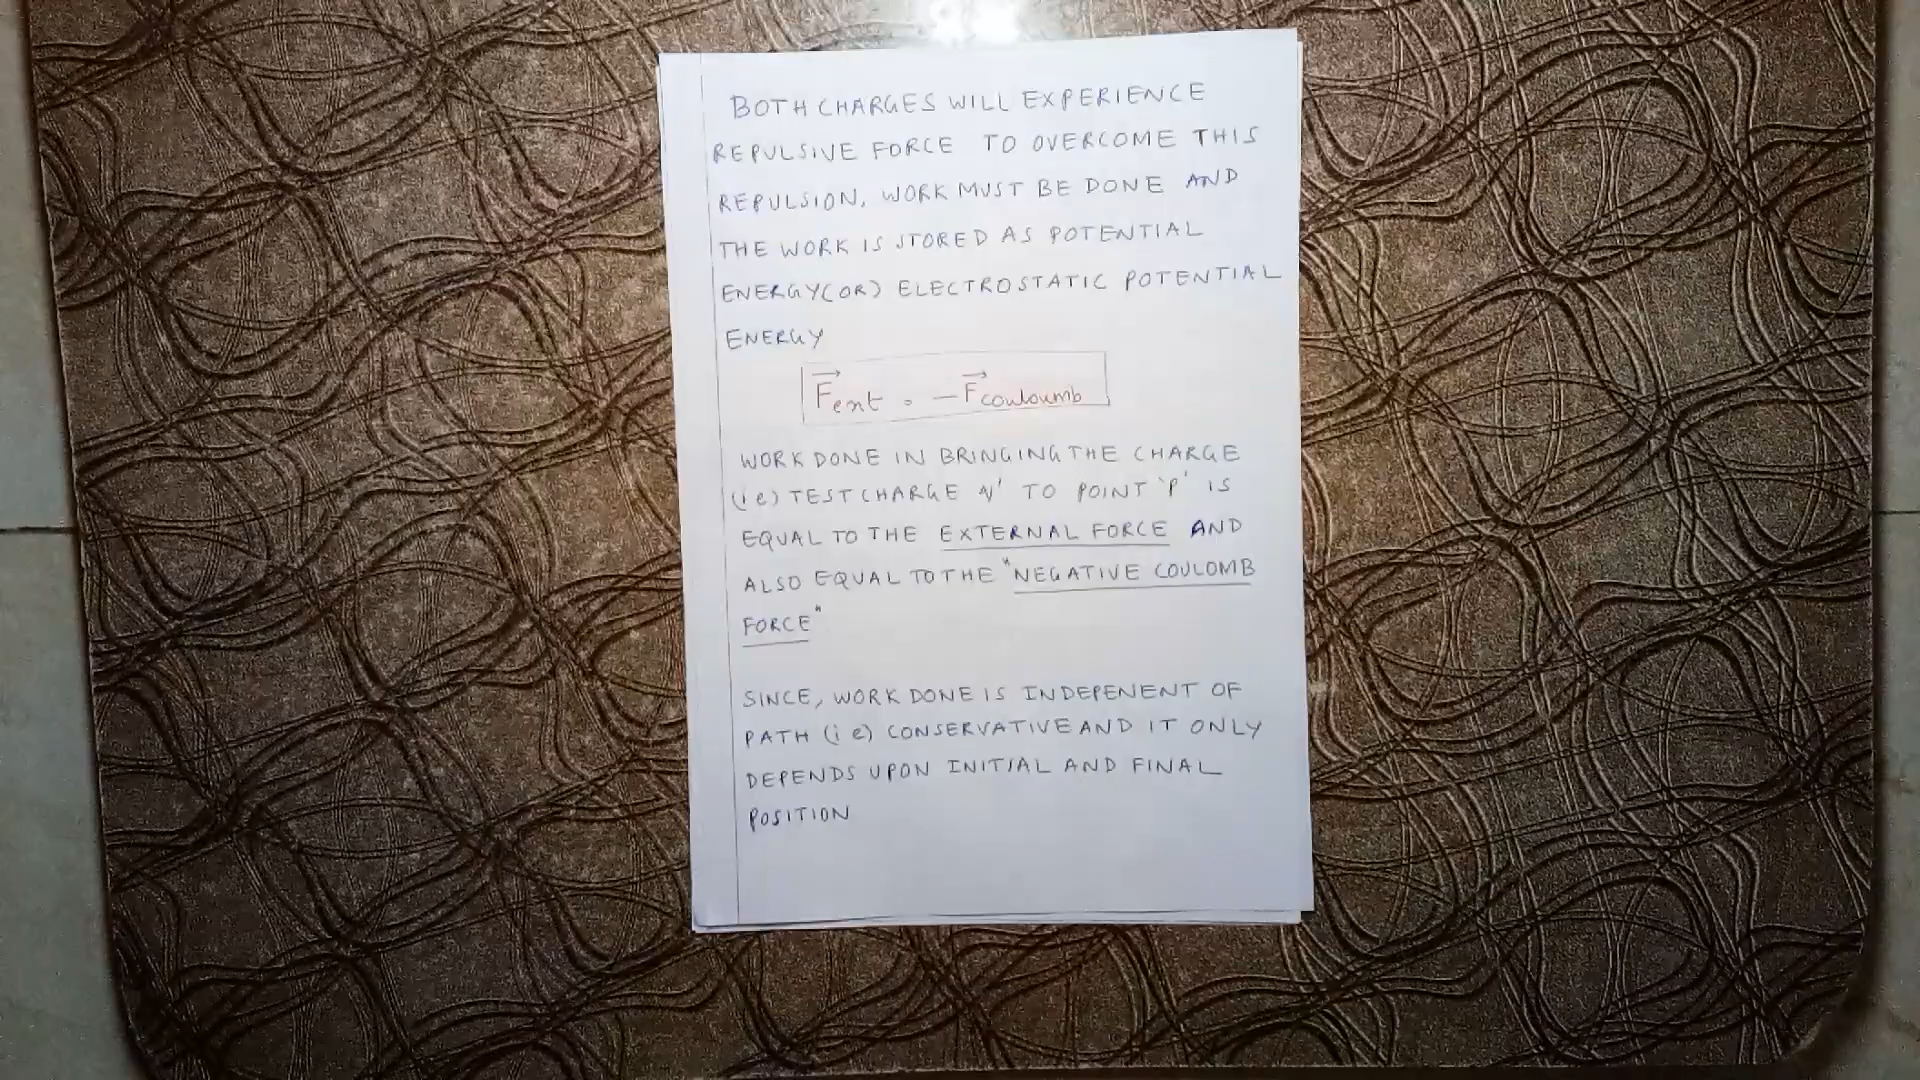 BOTH CHARGES WILL EXPERIENCE
REPULSIVE FORCE TO OVERCOME THIS
REPULSION, WORK MUST BE DONE AND
THE WORK IS STORED AS POTENTIAL
ENERGY(OR) ELECTROSTATIC POTENTIAL
ENERGY
F⃗ext = -F⃗couloumb
WORK DONE IN BRINGING THE CHARGE
(ie) TEST CHARGE TO POINT 'P' IS
EQUAL TO THE EXTERNAL FORCE AND
ALSO EQUAL TO THE "NEGATIVE COULOMB
FORCE"
SINCE, WORK DONE IS INDEPENENT OF
PATH (ie) CONSERVATIVE AND IT ONLY
DEPENDS UPON INITIAL AND FINAL
POSITION